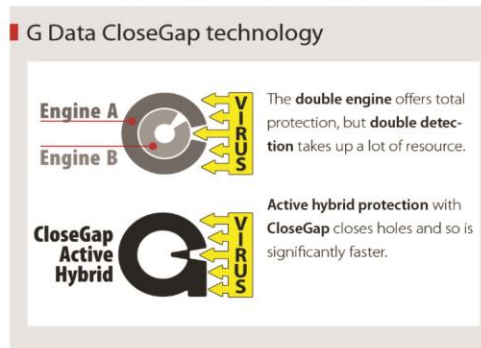 G Data CloseGap technology
Engine A
Engine B
VIRUS
The double engine offers total
protection, but double detec-
tion takes up a lot of resource.
CloseGap
Active
Hybrid
VIRUS
Active hybrid protection with
CloseGap closes holes and so is
significantly faster.